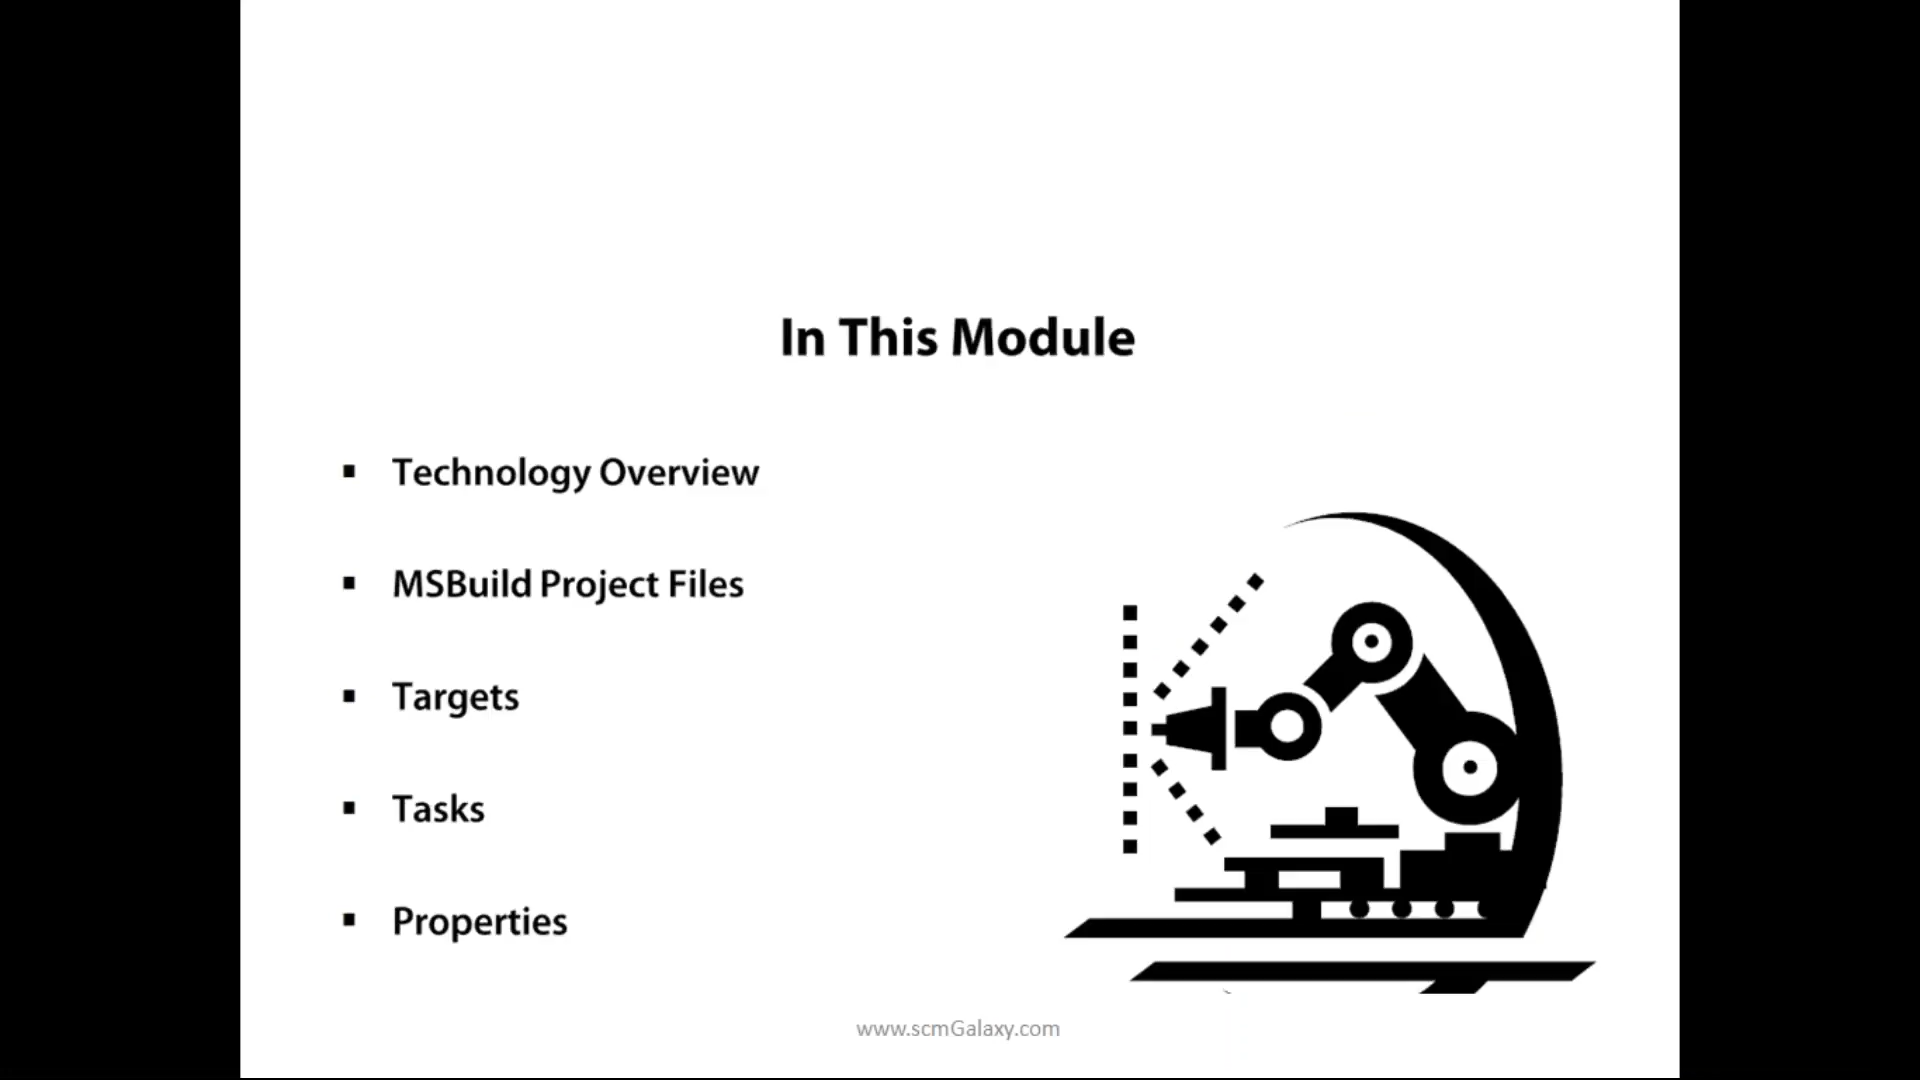 In This Module
▪ Technology Overview
▪ MSBuild Project Files
▪ Targets
▪ Tasks
▪ Properties
www.scmGalaxy.com